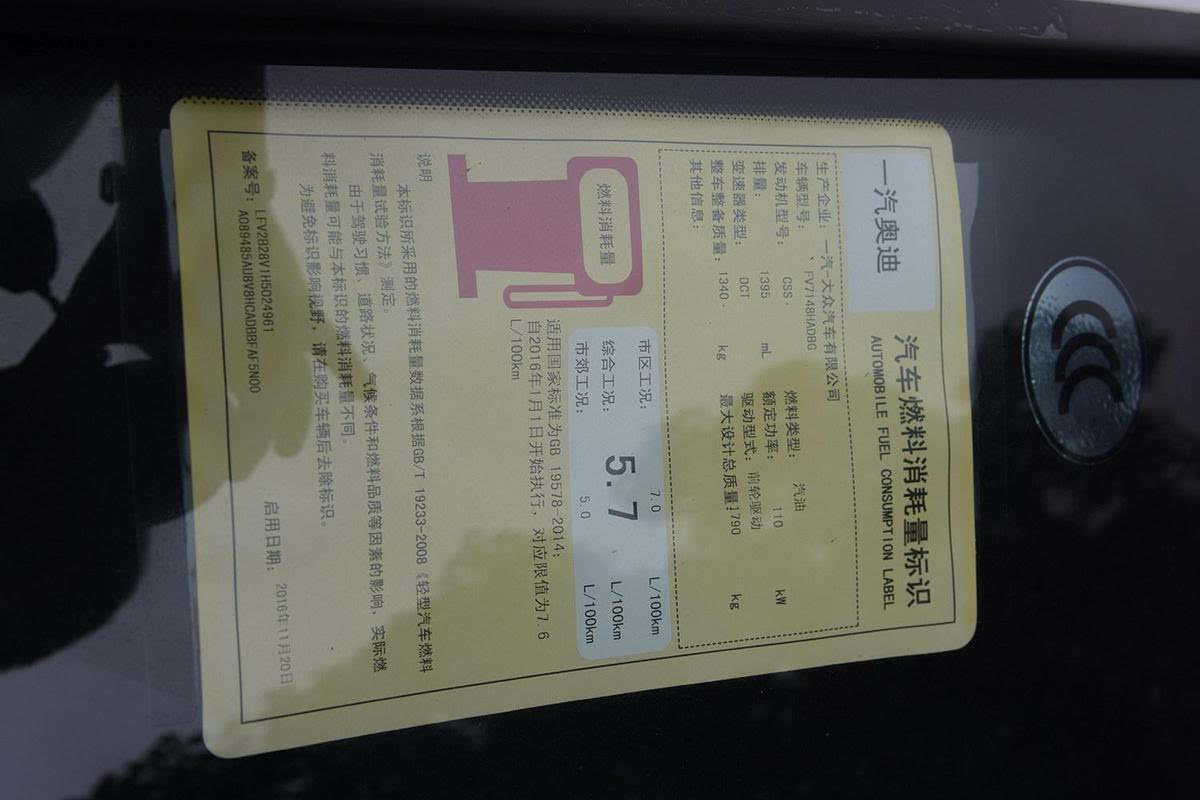 一汽奥迪
汽车燃料消耗量标识
AUTOMOBILE FUEL CONSUMPTION LABEL
生产企业: 一汽-大众汽车有限公司
车辆型号: FV7148HADBG
发动机型号: CSS 燃料类型: 汽油
排量: 1395 mL 额定功率: 110 kW
变速器类型: DCT 驱动型式: 前轮驱动
整车整备质量: 1340 kg 最大设计总质量: 1790 kg
其他信息:
燃料消耗量
市区工况: 7.0 L/100km
综合工况: 5.7 L/100km
市郊工况: 5.0 L/100km
适用国家标准为GB 19578-2014;
自2016年1月1日开始执行, 对应限值为7.6
L/100km
说明
本标识所采用的燃料消耗量数据系根据GB/T 19233-2008《轻型汽车燃料
消耗量试验方法》测定。
由于驾驶习惯、道路状况、气候条件和燃料品质等因素的影响, 实际燃
料消耗量可能与本标识的燃料消耗量不同。
为避免标识影响视野, 请在购买车辆后去除标识。
备案号: LFV2B28V1H5024961
A089485AU8V8HCADBBFAF5N00
启用日期: 2016年11月20日
CCC